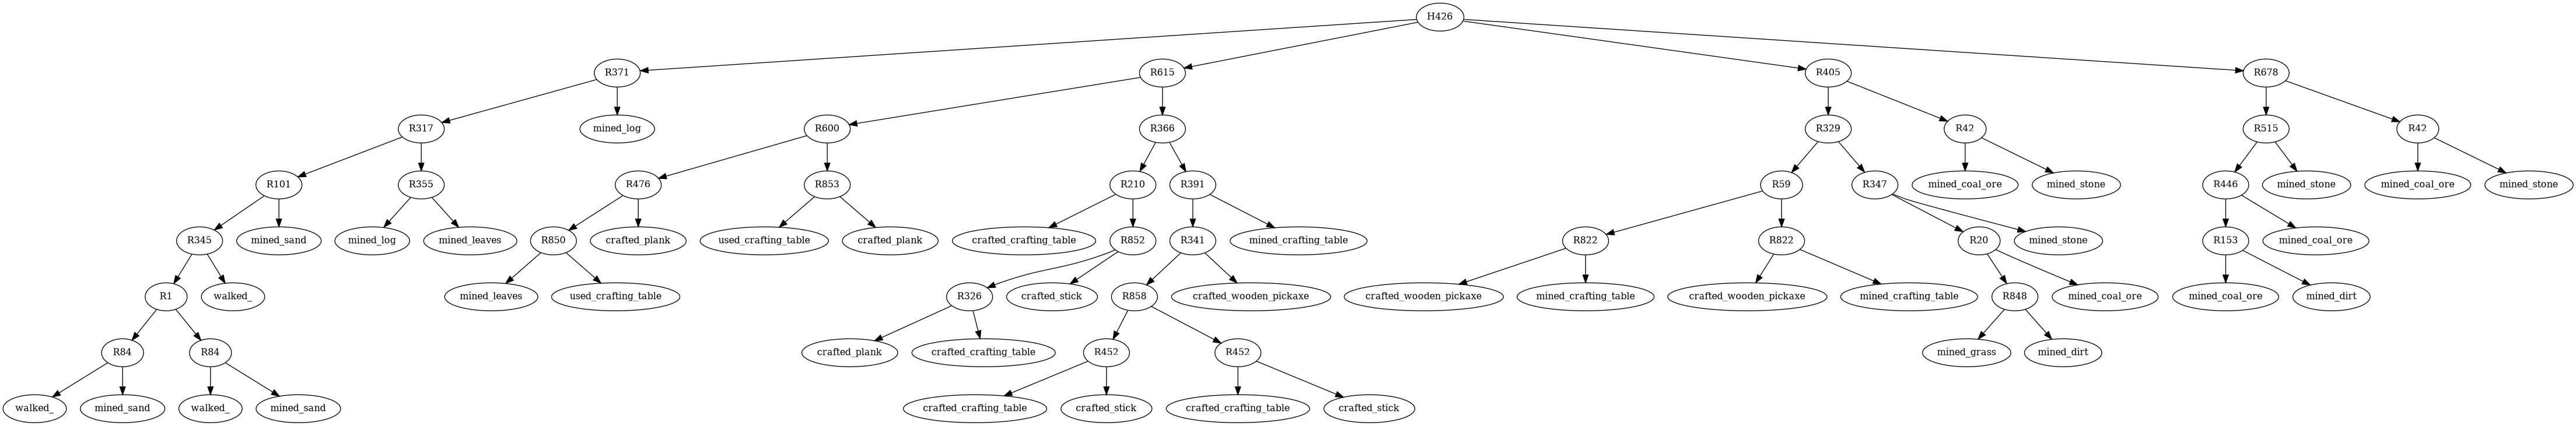 H426
R371
R615
R405
R678
R317
mined_log
R600
R366
R329
R42
R515
R42
R101
R355
R476
R853
R210
R391
R59
R347
mined_coal_ore
mined_stone
R446
mined_stone
mined_coal_ore
mined_stone
R345
mined_sand
mined_log
mined_leaves
R850
crafted_plank
used_crafting_table
crafted_plank
crafted_crafting_table
R852
R341
mined_crafting_table
R822
R822
R20
mined_stone
R153
mined_coal_ore
R1
walked_
mined_leaves
used_crafting_table
R326
crafted_stick
R858
crafted_wooden_pickaxe
crafted_wooden_pickaxe
mined_crafting_table
crafted_wooden_pickaxe
mined_crafting_table
R848
mined_coal_ore
mined_coal_ore
mined_dirt
R84
R84
crafted_plank
crafted_crafting_table
R452
R452
mined_grass
mined_dirt
walked_
mined_sand
walked_
mined_sand
crafted_crafting_table
crafted_stick
crafted_crafting_table
crafted_stick